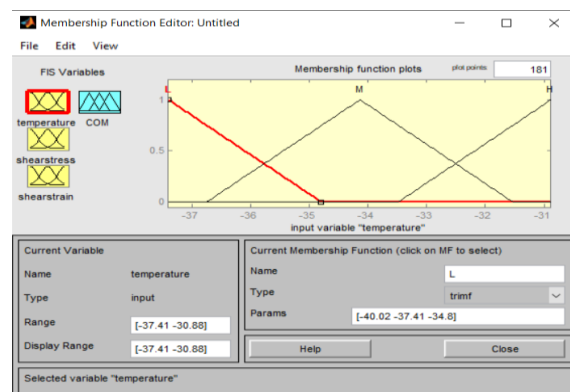 Membership Function Editor: Untitled
File Edit View
FIS Variables
temperature COM
shearstress
shearstrain
Membership function plots
plot points:
181
L M H
1
0.5
0
-37 -36 -35 -34 -33 -32 -31
input variable "temperature"
Current Variable
Name temperature
Type input
Range [-37.41 -30.88]
Display Range [-37.41 -30.88]
Current Membership Function (click on MF to select)
Name L
Type trimf
Params [-40.02 -37.41 -34.8]
Help Close
Selected variable "temperature"